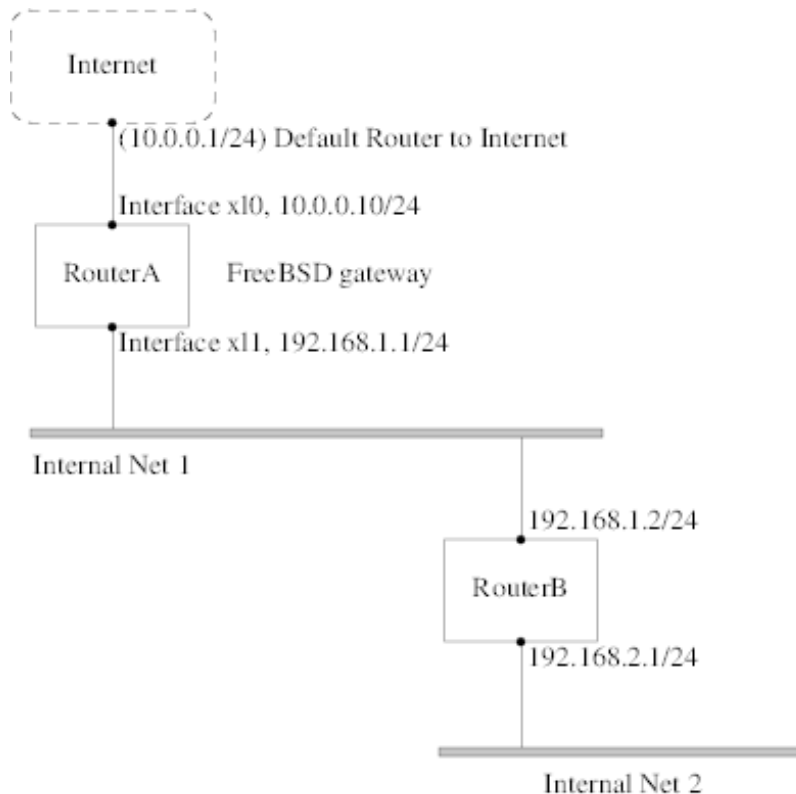 Internet
(10.0.0.1/24) Default Router to Internet
Interface xl0, 10.0.0.10/24
RouterA
FreeBSD gateway
Interface xl1, 192.168.1.1/24
Internal Net 1
192.168.1.2/24
RouterB
192.168.2.1/24
Internal Net 2